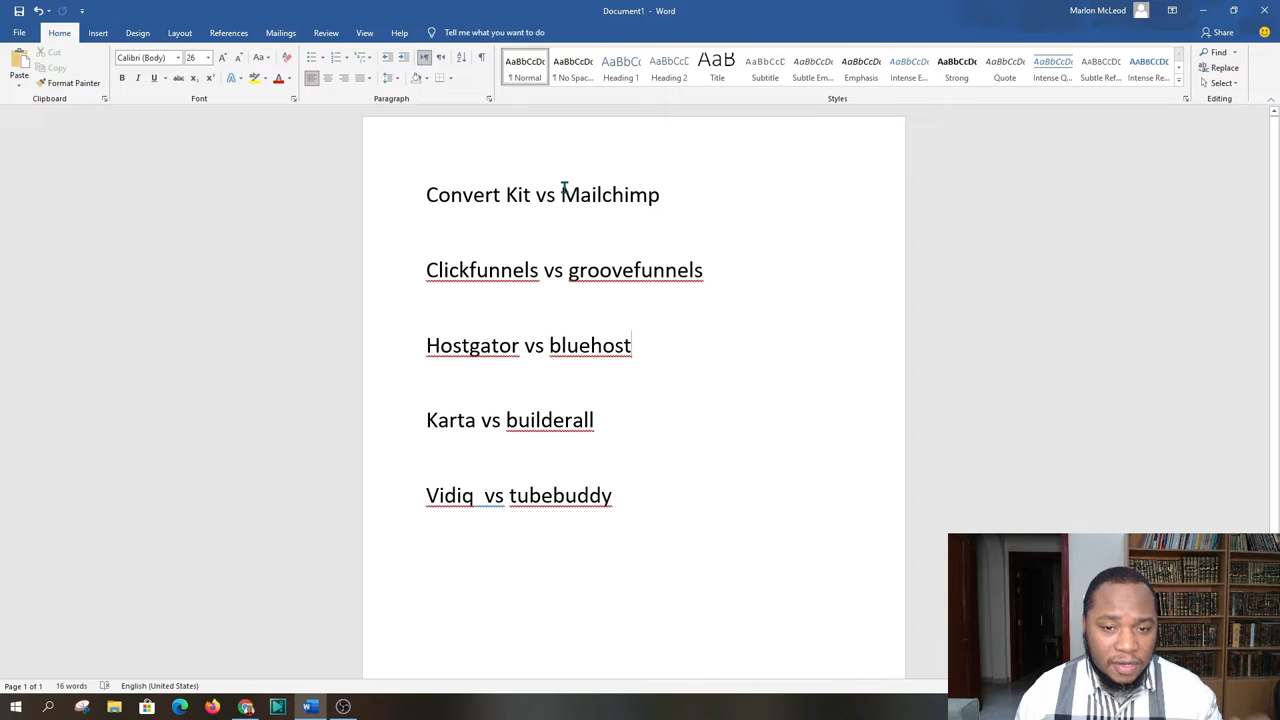 Document1 - Word
Marlon McLeod
File Home Insert Design Layout References Mailings Review View Help Tell me what you want to do
Share
Paste
Cut
Copy
Format Painter
Clipboard
Calibri (Body) 26
Font
Paragraph
AaBbCcDc AaBbCcDc AaBbC AaBbCcC AaB AaBbCcD AaBbCcDc AaBbCcDc AaBbCcDc AaBbCcDc AaBbCcDc AaBbCcDc AABBCCDC AABBCCDC
¶ Normal ¶ No Spac... Heading 1 Heading 2 Title Subtitle Subtle Em... Emphasis Intense E... Strong Quote Intense Q... Subtle Ref... Intense Re...
Styles
Find
Replace
Select
Editing
Convert Kit vs Mailchimp
Clickfunnels vs groovefunnels
Hostgator vs bluehost
Karta vs builderall
Vidiq  vs tubebuddy
Page 1 of 1 16 words English (United States)